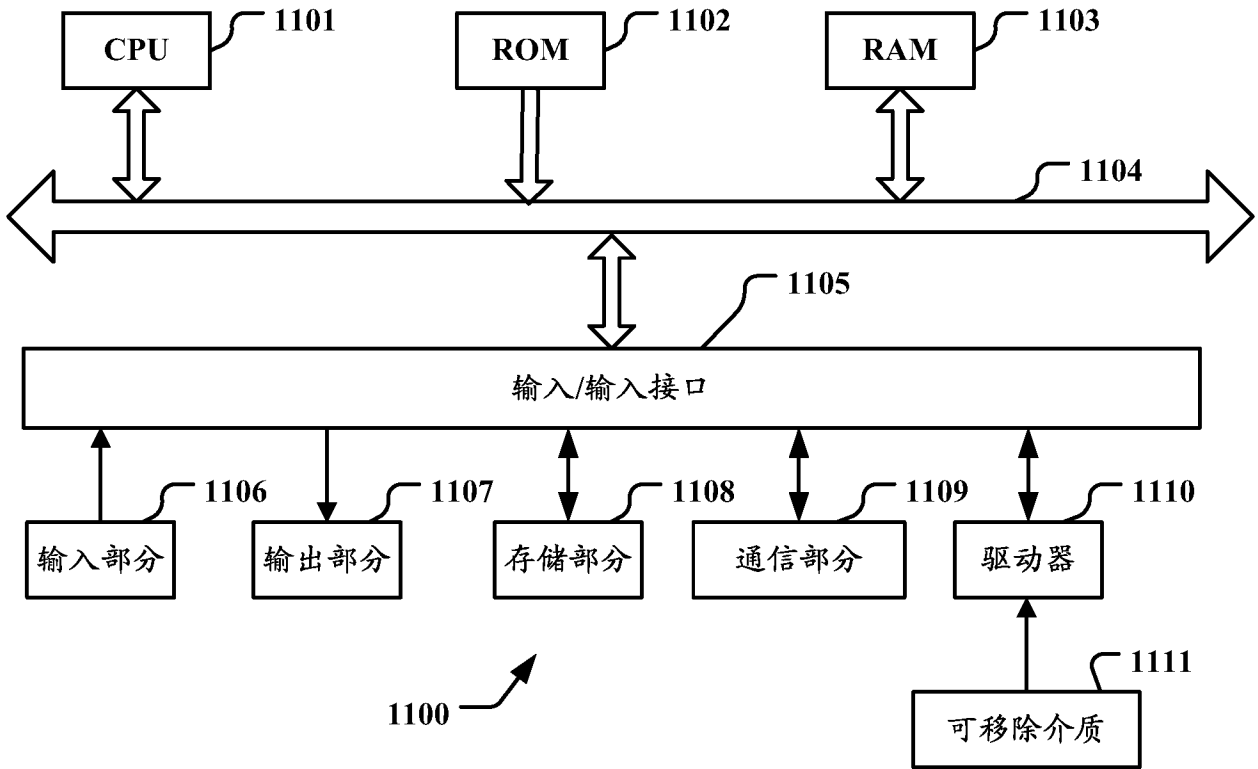 CPU
1101
ROM
1102
RAM
1103
1104
1105
输入/输入接口
1106
1107
1108
1109
1110
输入部分
输出部分
存储部分
通信部分
驱动器
1100
1111
可移除介质